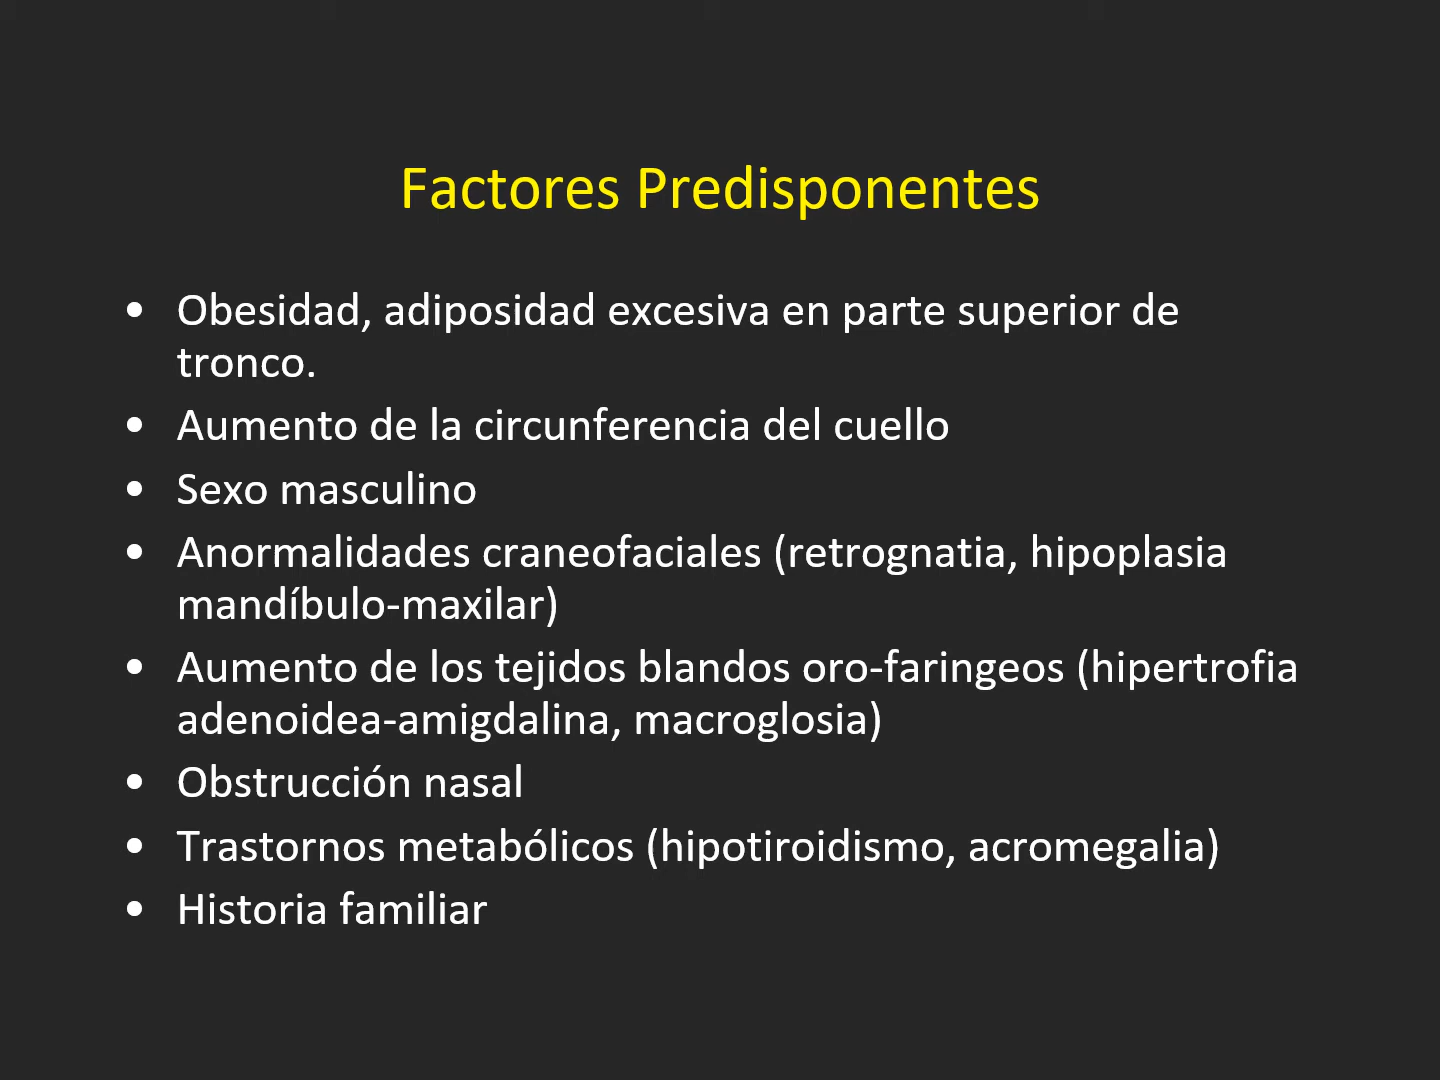 Factores Predisponentes
• Obesidad, adiposidad excesiva en parte superior de
tronco.
• Aumento de la circunferencia del cuello
• Sexo masculino
• Anormalidades craneofaciales (retrognatia, hipoplasia
mandíbulo-maxilar)
• Aumento de los tejidos blandos oro-faringeos (hipertrofia
adenoidea-amigdalina, macroglosia)
• Obstrucción nasal
• Trastornos metabólicos (hipotiroidismo, acromegalia)
• Historia familiar